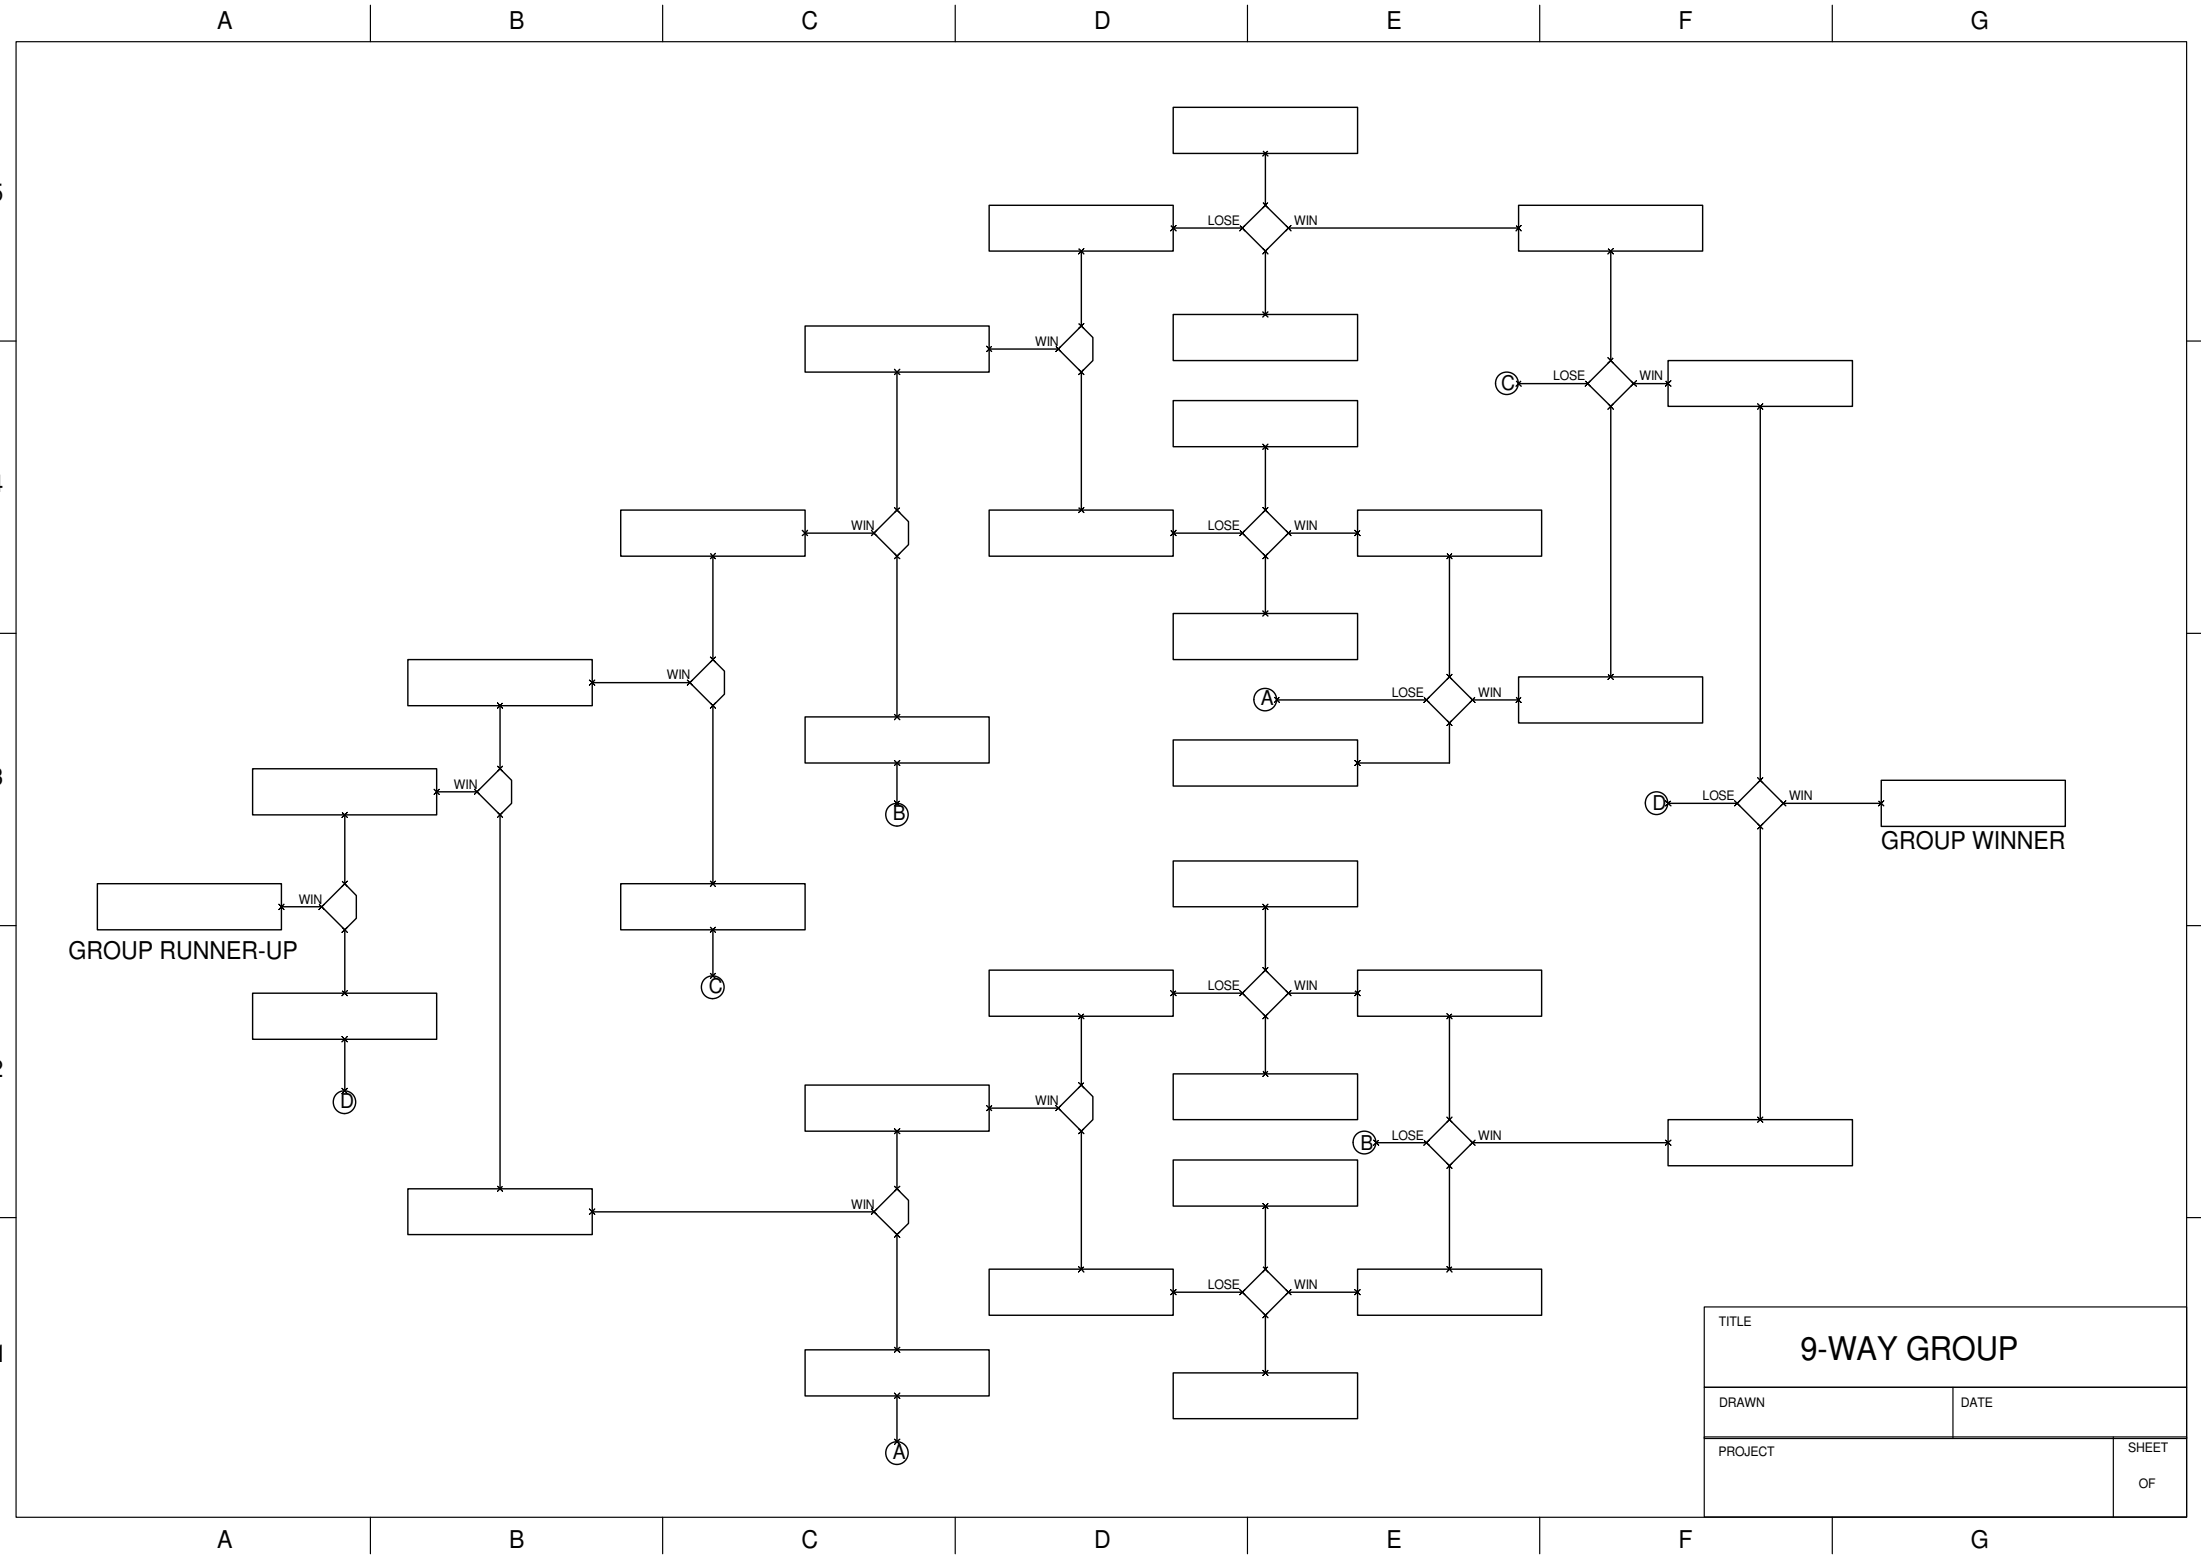 A B C D E F G
LOSE WIN
WIN
C LOSE WIN
WIN LOSE WIN
WIN
A LOSE WIN
WIN
B
D LOSE WIN
GROUP WINNER
WIN
GROUP RUNNER-UP
C
LOSE WIN
D
WIN
B LOSE WIN
WIN
LOSE WIN
TITLE
9-WAY GROUP
DRAWN DATE
PROJECT SHEET
OF
A
A B C D E F G